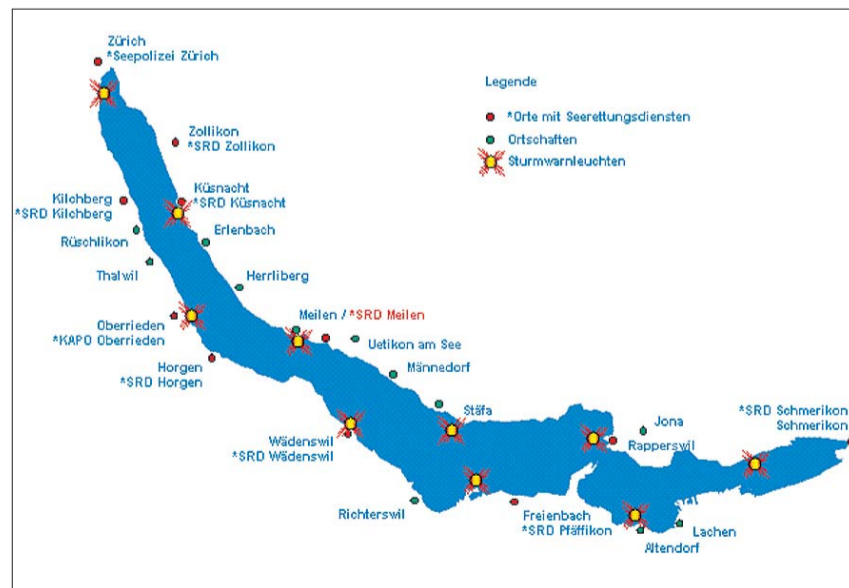 Zürich
*Seepolizei Zürich
Legende
*Orte mit Seerettungsdiensten
Ortschaften
Sturmwarnleuchten
Zollikon
*SRD Zollikon
Kilchberg
*SRD Kilchberg
Küsnacht
*SRD Küsnacht
Rüschlikon
Erlenbach
Thalwil
Herrliberg
Oberrieden
*KAPO Oberrieden
Meilen / *SRD Meilen
Uetikon am See
Horgen
*SRD Horgen
Männedorf
Stäfa
Wädenswil
*SRD Wädenswil
Jona
Rapperswil
*SRD Schmerikon
Schmerikon
Richterswil
Freienbach
*SRD Pfäffikon
Lachen
Altendorf